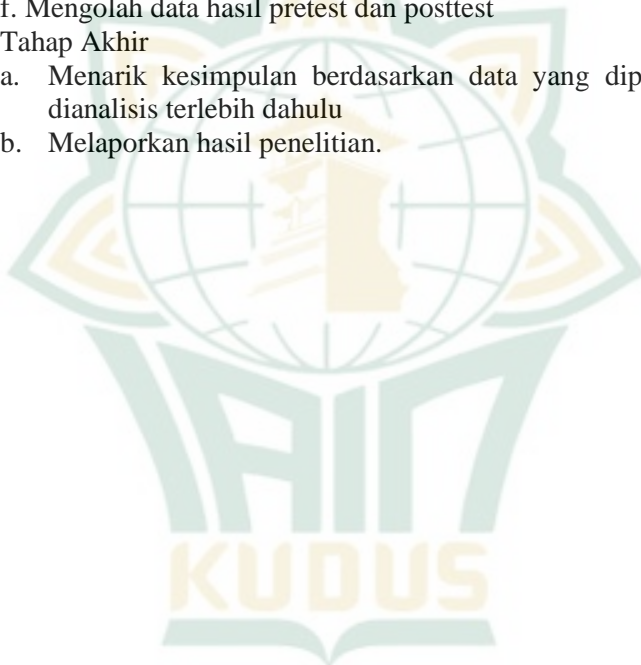 f. Mengolah data hasil pretest dan posttest
Tahap Akhir
a. Menarik kesimpulan berdasarkan data yang dip
dianalisis terlebih dahulu
b. Melaporkan hasil penelitian.
IAIN
KUDUS